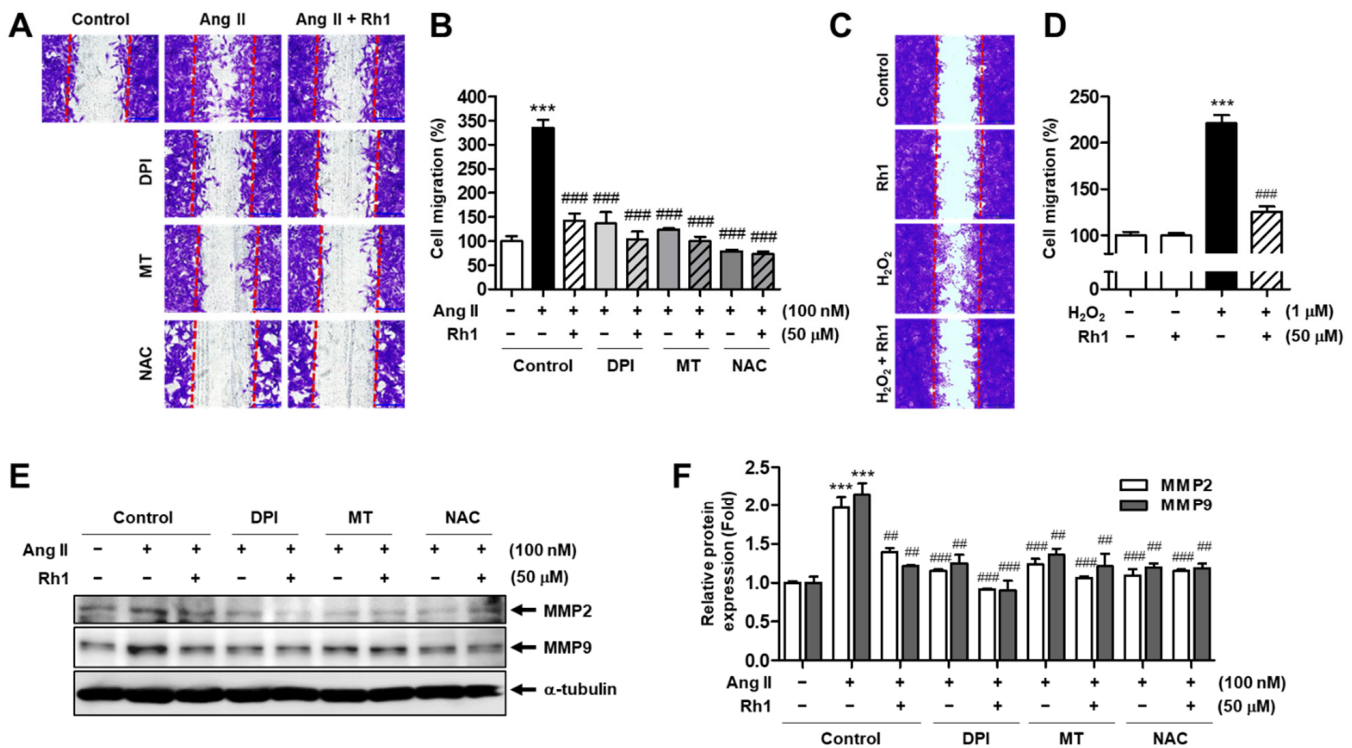 A
Control Ang II Ang II + Rh1
DPI
MT
NAC
B
Cell migration (%)
400
350
300
250
200
150
100
50
0
***
### ###
### ###
### ###
###
Ang II – + + + + + + + + (100 nM)
Rh1 – – + – + – + – + (50 μM)
Control DPI MT NAC
C
Control
Rh1
H2O2
H2O2 + Rh1
D
Cell migration (%)
250
200
150
100
50
0
***
###
H2O2 – – + + (1 μM)
Rh1 – + – + (50 μM)
E
Control DPI MT NAC
Ang II – + + + + + + + + (100 nM)
Rh1 – – + – + – + – + (50 μM)
MMP2
MMP9
α-tubulin
F
Relative protein
expression (Fold)
2.5
2.0
1.5
1.0
0.5
0.0
*** ***
MMP2
MMP9
## ##
### ##
### ###
### ##
### ##
### ##
### ##
Ang II – + + + + + + + + (100 nM)
Rh1 – – + – + – + – + (50 μM)
Control DPI MT NAC